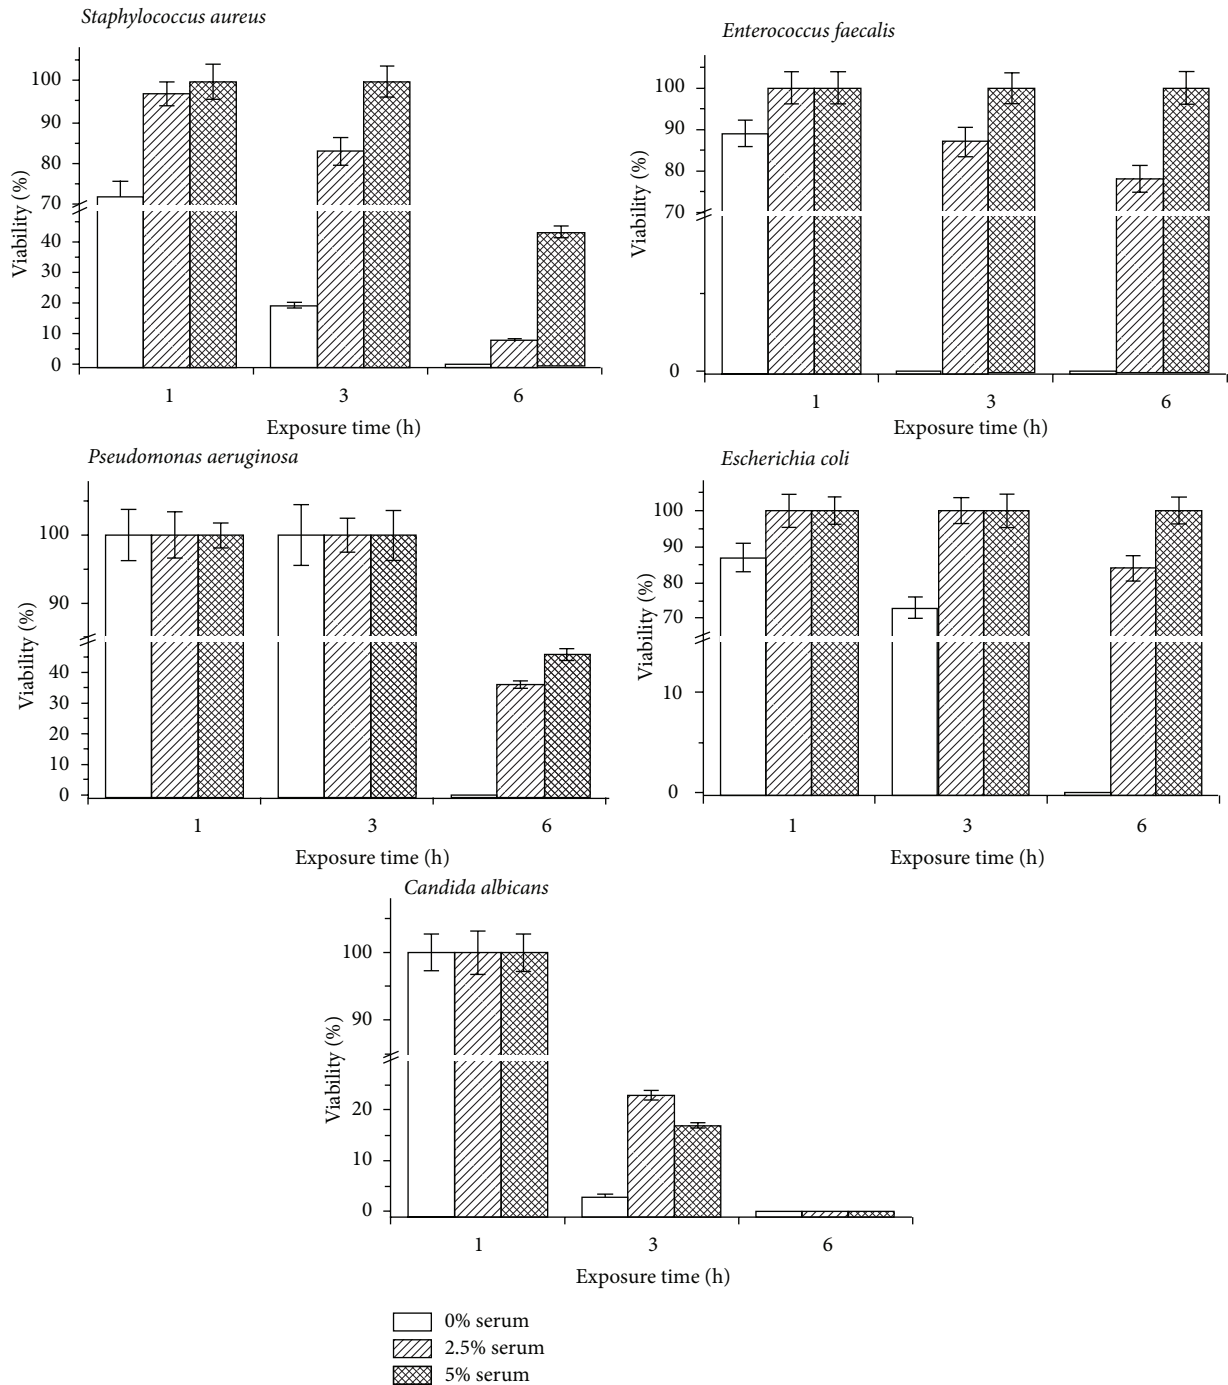 Staphylococcus aureus
Viability (%)
100
90
80
70
40
30
20
10
0
1 3 6
Exposure time (h)
Enterococcus faecalis
Viability (%)
100
90
80
70
0
1 3 6
Exposure time (h)
Pseudomonas aeruginosa
Viability (%)
100
90
40
30
20
10
0
1 3 6
Exposure time (h)
Escherichia coli
Viability (%)
100
90
80
70
10
0
1 3 6
Exposure time (h)
Candida albicans
Viability (%)
100
90
20
10
0
1 3 6
Exposure time (h)
0% serum
2.5% serum
5% serum